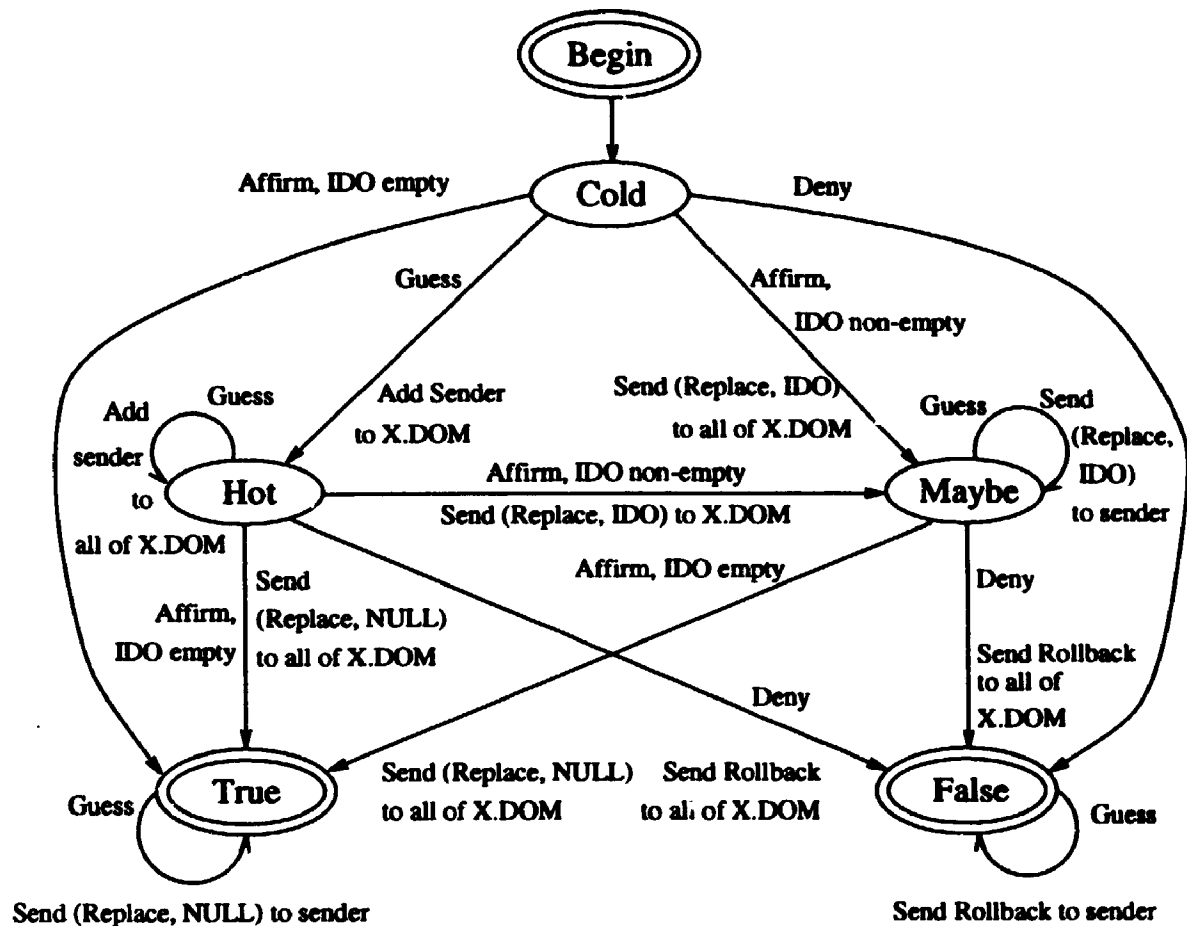 Begin
Affirm, IDO empty
Cold
Deny
Guess
Affirm,
IDO non-empty
Add Sender
to X.DOM
Send (Replace, IDO)
to all of X.DOM
Guess
Add
sender
to
all of X.DOM
Hot
Affirm, IDO non-empty
Send (Replace, IDO) to X.DOM
Guess
Send
(Replace,
IDO)
to sender
Maybe
Affirm,
IDO empty
Send
(Replace, NULL)
to all of X.DOM
Affirm, IDO empty
Deny
Send Rollback
to all of
X.DOM
Deny
True
Send (Replace, NULL)
to all of X.DOM
Send Rollback
to all of X.DOM
False
Guess
Send (Replace, NULL) to sender
Guess
Send Rollback to sender